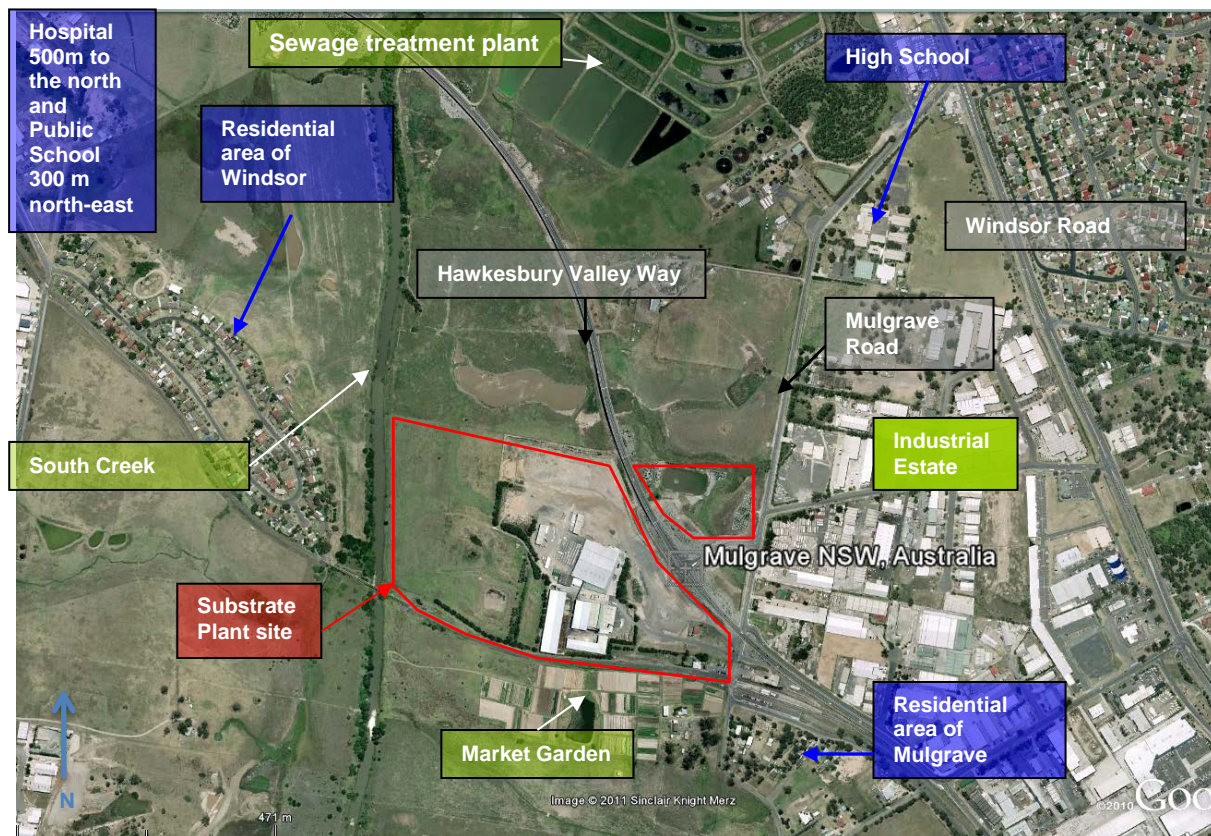 Hospital
500m to
the north
and
Public
School
300 m
north-east
Sewage treatment plant
High School
Residential
area of
Windsor
Windsor Road
Hawkesbury Valley Way
Mulgrave
Road
South Creek
Industrial
Estate
Mulgrave NSW, Australia
Substrate
Plant site
Residential
area of
Mulgrave
Market Garden
N
Image © 2011 Sinclair Knight Merz
©2010 Goo
471 m